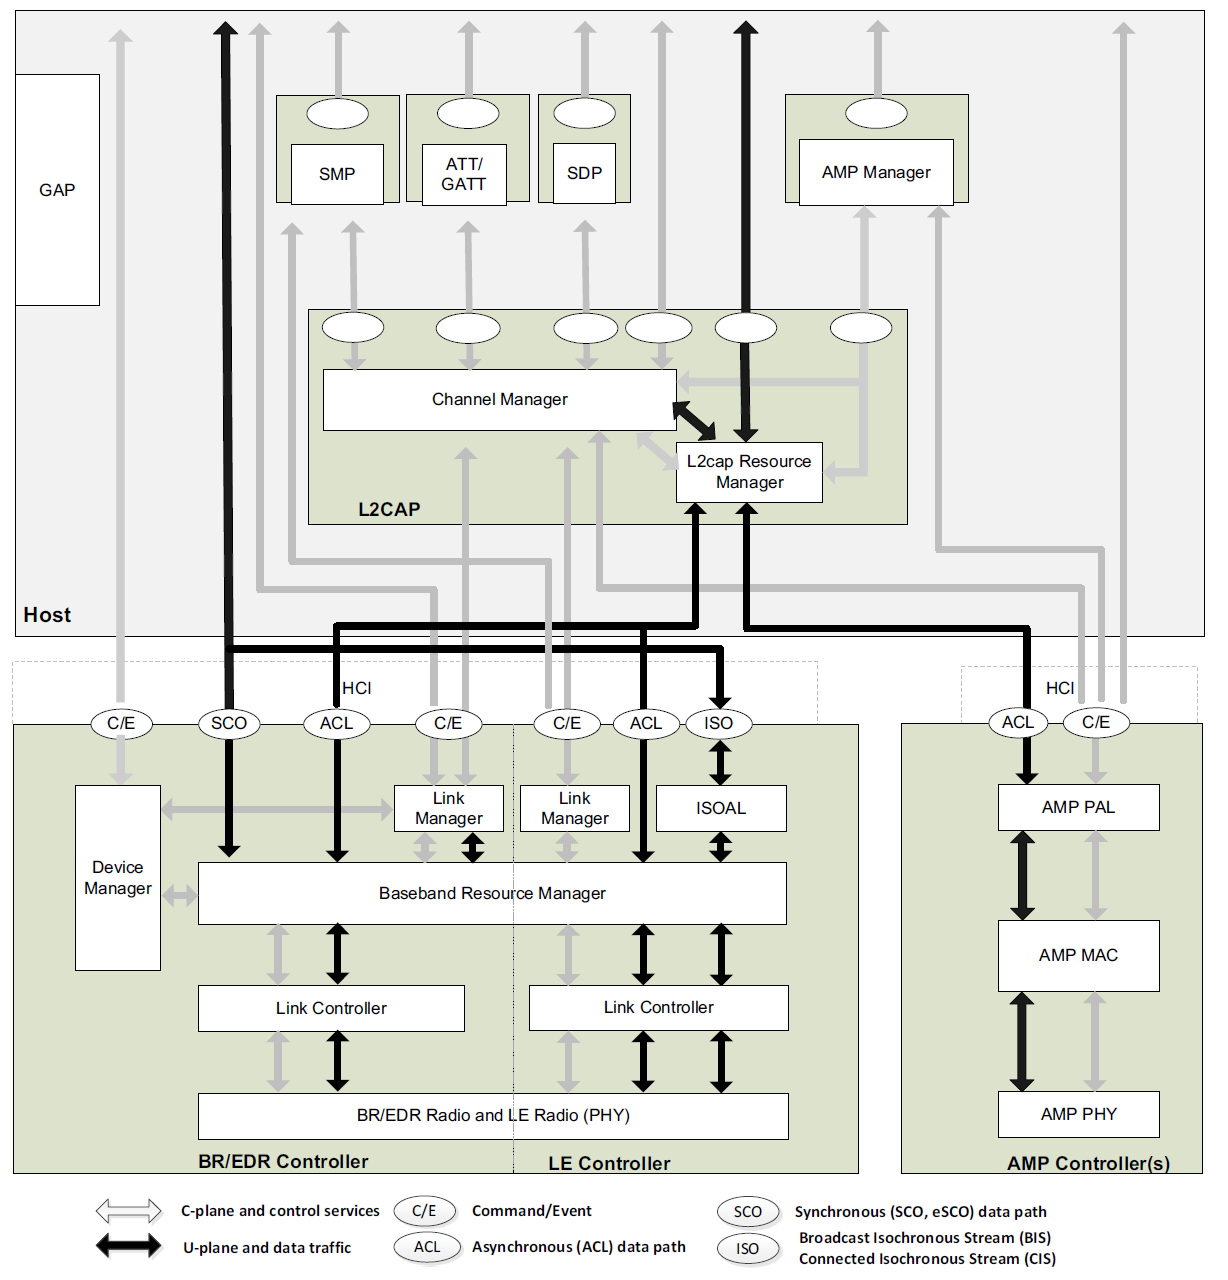 GAP
SMP
ATT/
GATT
SDP
AMP Manager
Channel Manager
L2cap Resource
Manager
L2CAP
Host
HCI
HCI
C/E
SCO
ACL
C/E
C/E
ACL
ISO
ACL
C/E
Link
Manager
Link
Manager
ISOAL
AMP PAL
Device
Manager
Baseband Resource Manager
AMP MAC
Link Controller
Link Controller
BR/EDR Radio and LE Radio (PHY)
AMP PHY
BR/EDR Controller
LE Controller
AMP Controller(s)
C-plane and control services
C/E
Command/Event
SCO
Synchronous (SCO, eSCO) data path
U-plane and data traffic
ACL
Asynchronous (ACL) data path
ISO
Broadcast Isochronous Stream (BIS)
Connected Isochronous Stream (CIS)